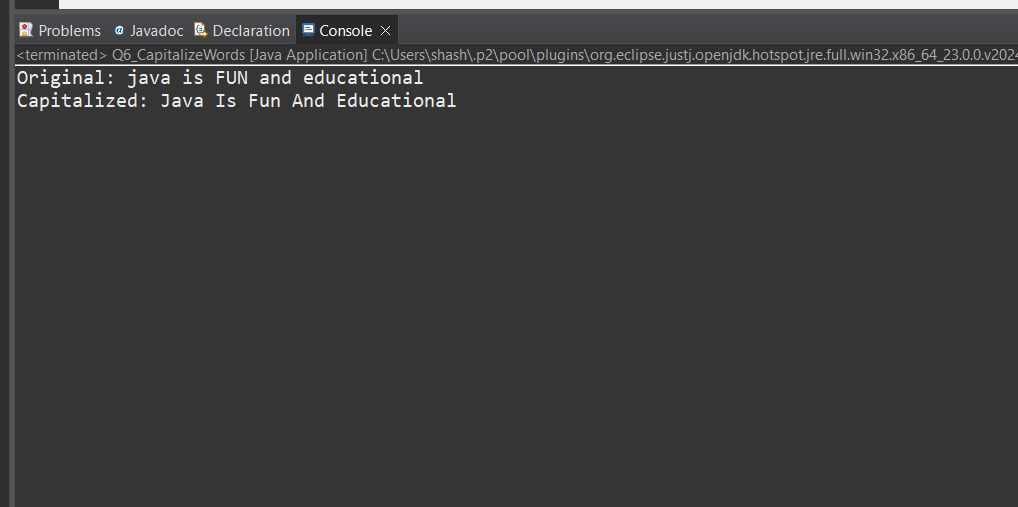 Problems @ Javadoc Declaration Console
<terminated> Q6_CapitalizeWords [Java Application] C:\Users\shash\.p2\pool\plugins\org.eclipse.justj.openjdk.hotspot.jre.full.win32.x86_64_23.0.0.v2024
Original: java is FUN and educational
Capitalized: Java Is Fun And Educational